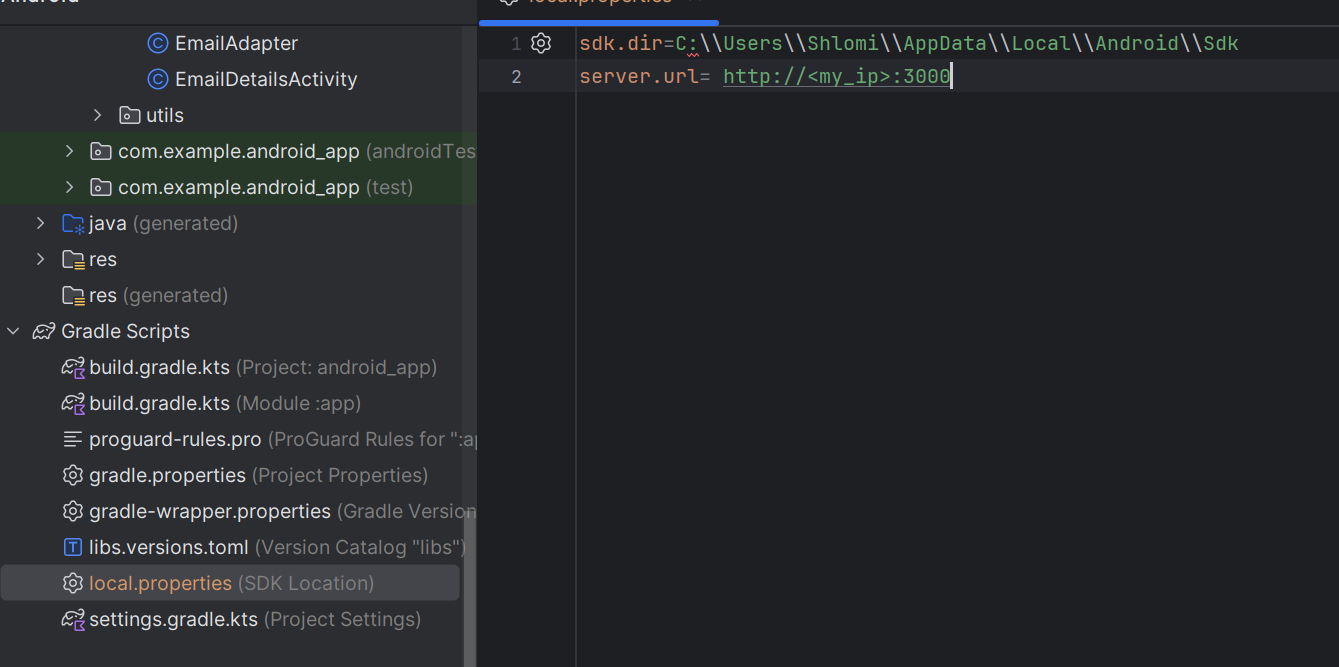 EmailAdapter
EmailDetailsActivity
utils
com.example.android_app (androidTes
com.example.android_app (test)
java (generated)
res
res (generated)
Gradle Scripts
build.gradle.kts (Project: android_app)
build.gradle.kts (Module :app)
proguard-rules.pro (ProGuard Rules for ":ap
gradle.properties (Project Properties)
gradle-wrapper.properties (Gradle Version
libs.versions.toml (Version Catalog "libs")
local.properties (SDK Location)
settings.gradle.kts (Project Settings)
1 sdk.dir=C:\\Users\\Shlomi\\AppData\\Local\\Android\\Sdk
2 server.url= http://<my_ip>:3000